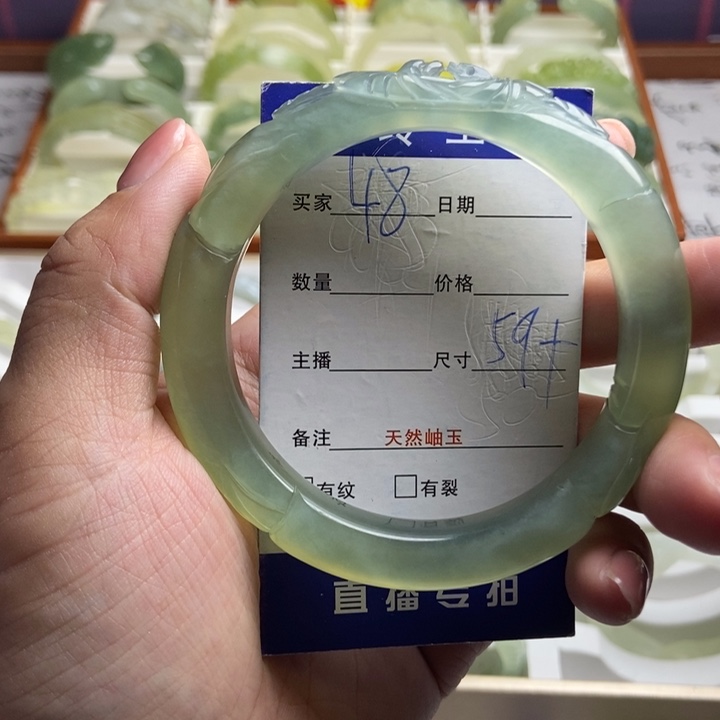 买家 48 日期
数量 价格
主播 尺寸 59+
备注 天然岫玉
有纹 有裂
直播专拍